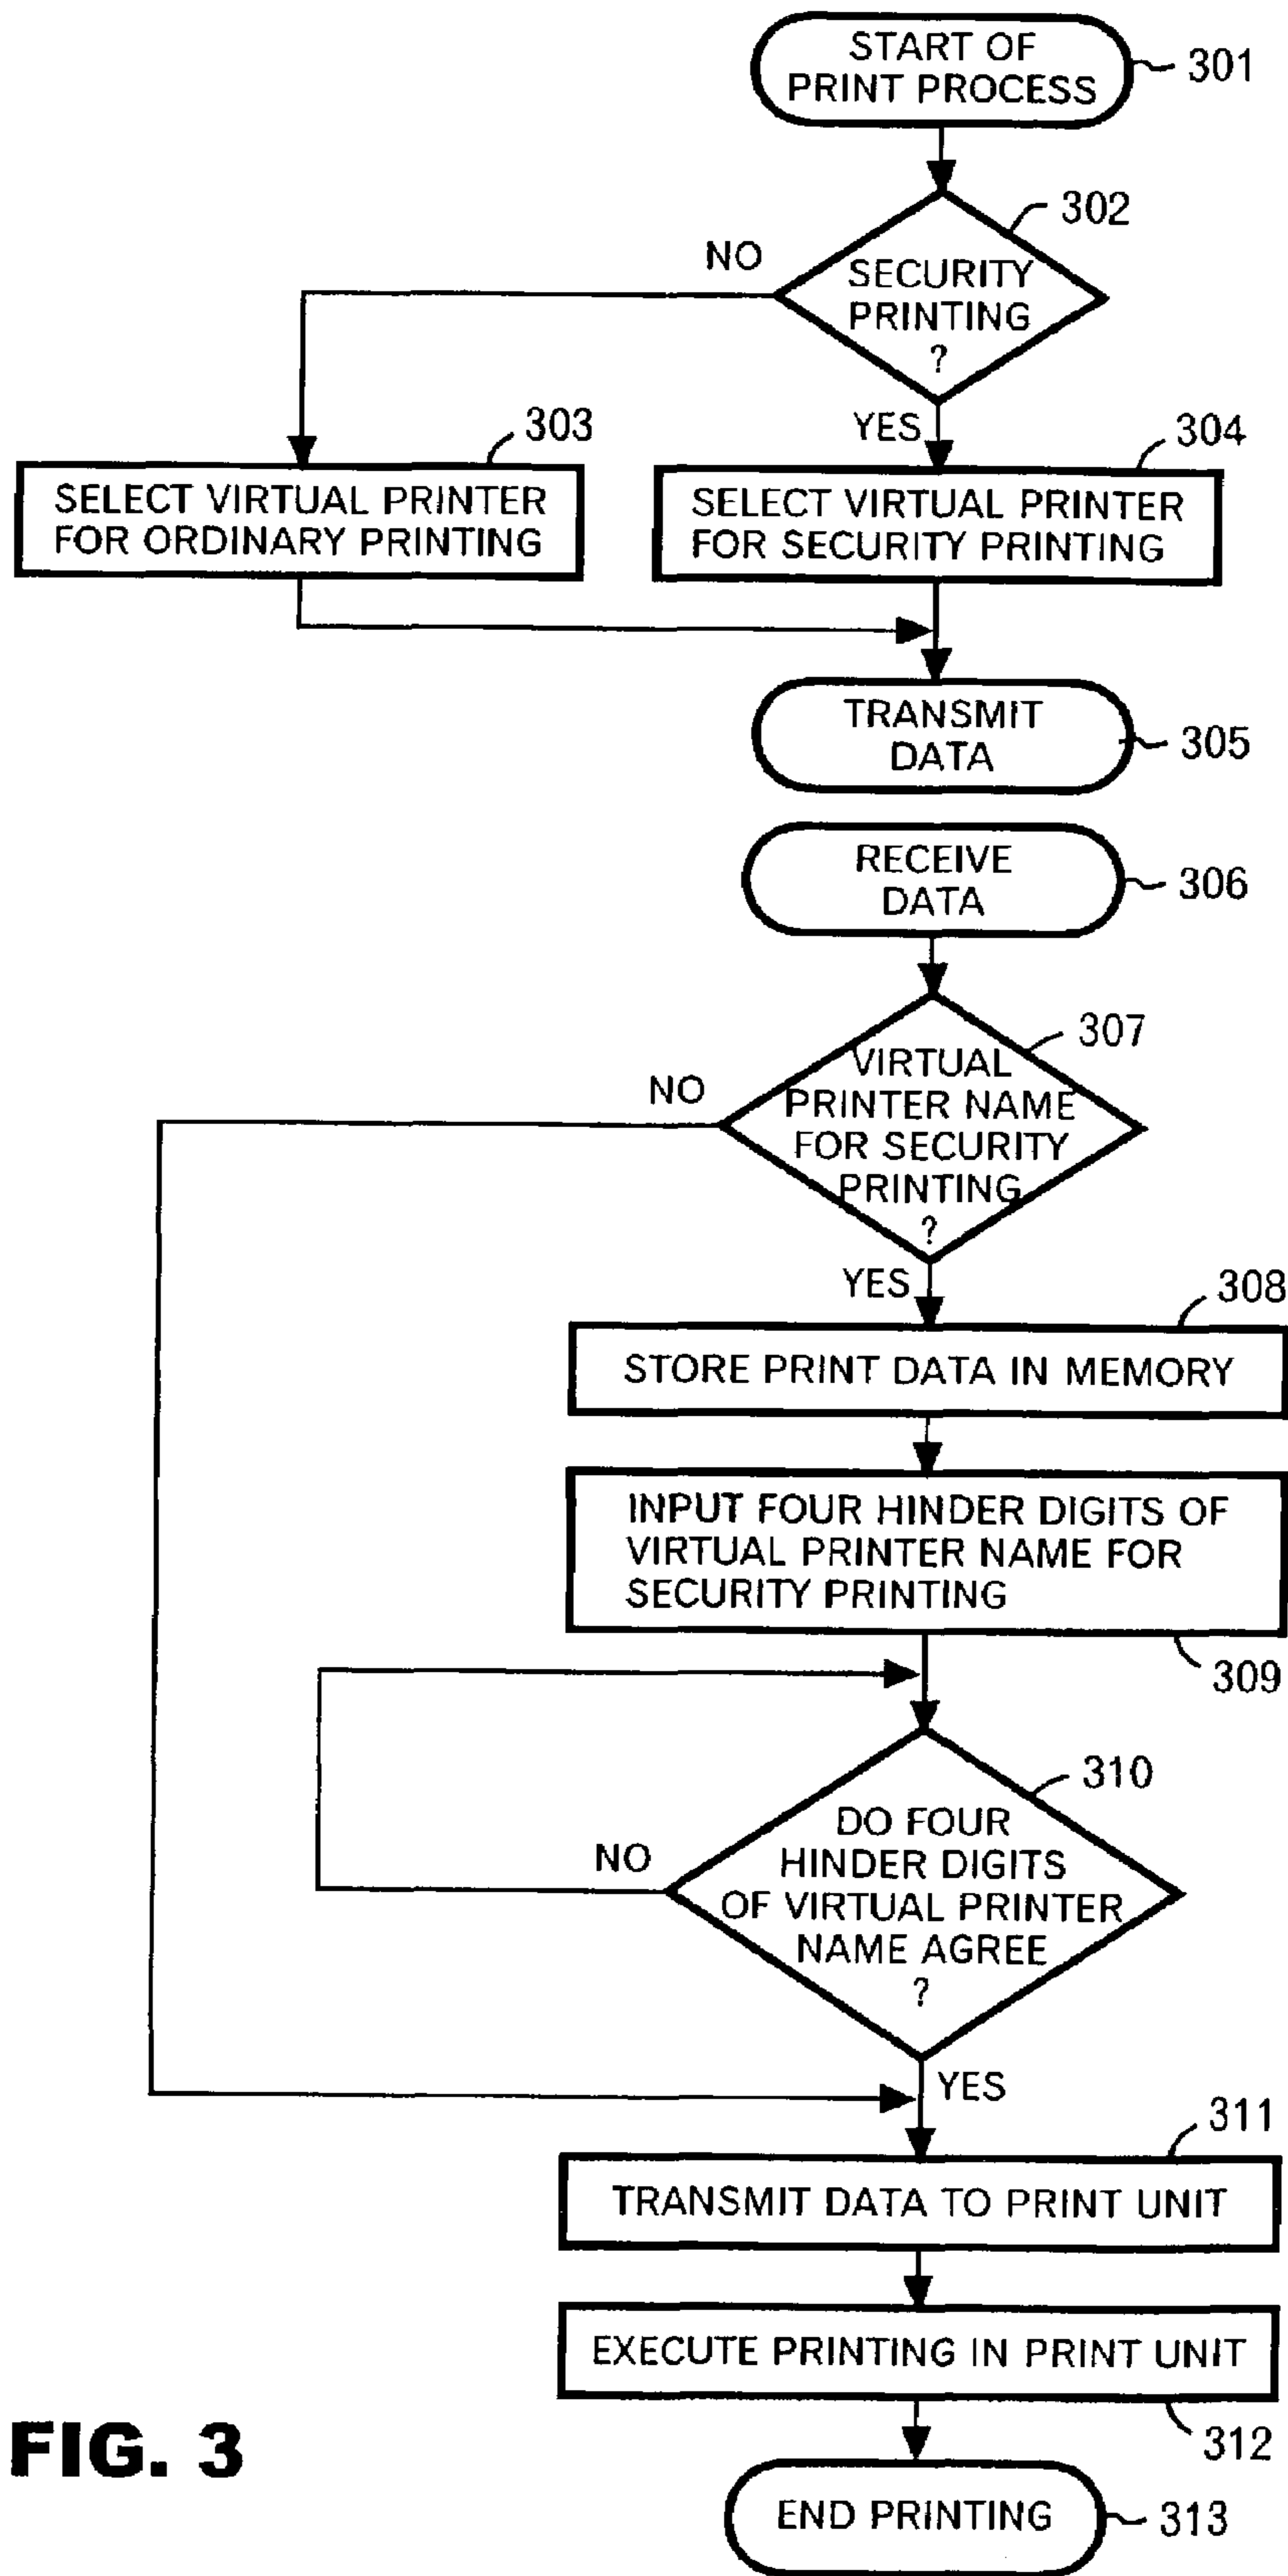 START OF
PRINT PROCESS
301
302
NO
SECURITY
PRINTING
?
YES
303
304
SELECT VIRTUAL PRINTER
FOR ORDINARY PRINTING
SELECT VIRTUAL PRINTER
FOR SECURITY PRINTING
TRANSMIT
DATA
305
RECEIVE
DATA
306
307
NO
VIRTUAL
PRINTER NAME
FOR SECURITY
PRINTING
?
YES
308
STORE PRINT DATA IN MEMORY
INPUT FOUR HINDER DIGITS OF
VIRTUAL PRINTER NAME FOR
SECURITY PRINTING
309
310
NO
DO FOUR
HINDER DIGITS
OF VIRTUAL PRINTER
NAME AGREE
?
YES
311
TRANSMIT DATA TO PRINT UNIT
EXECUTE PRINTING IN PRINT UNIT
312
END PRINTING
313
FIG. 3